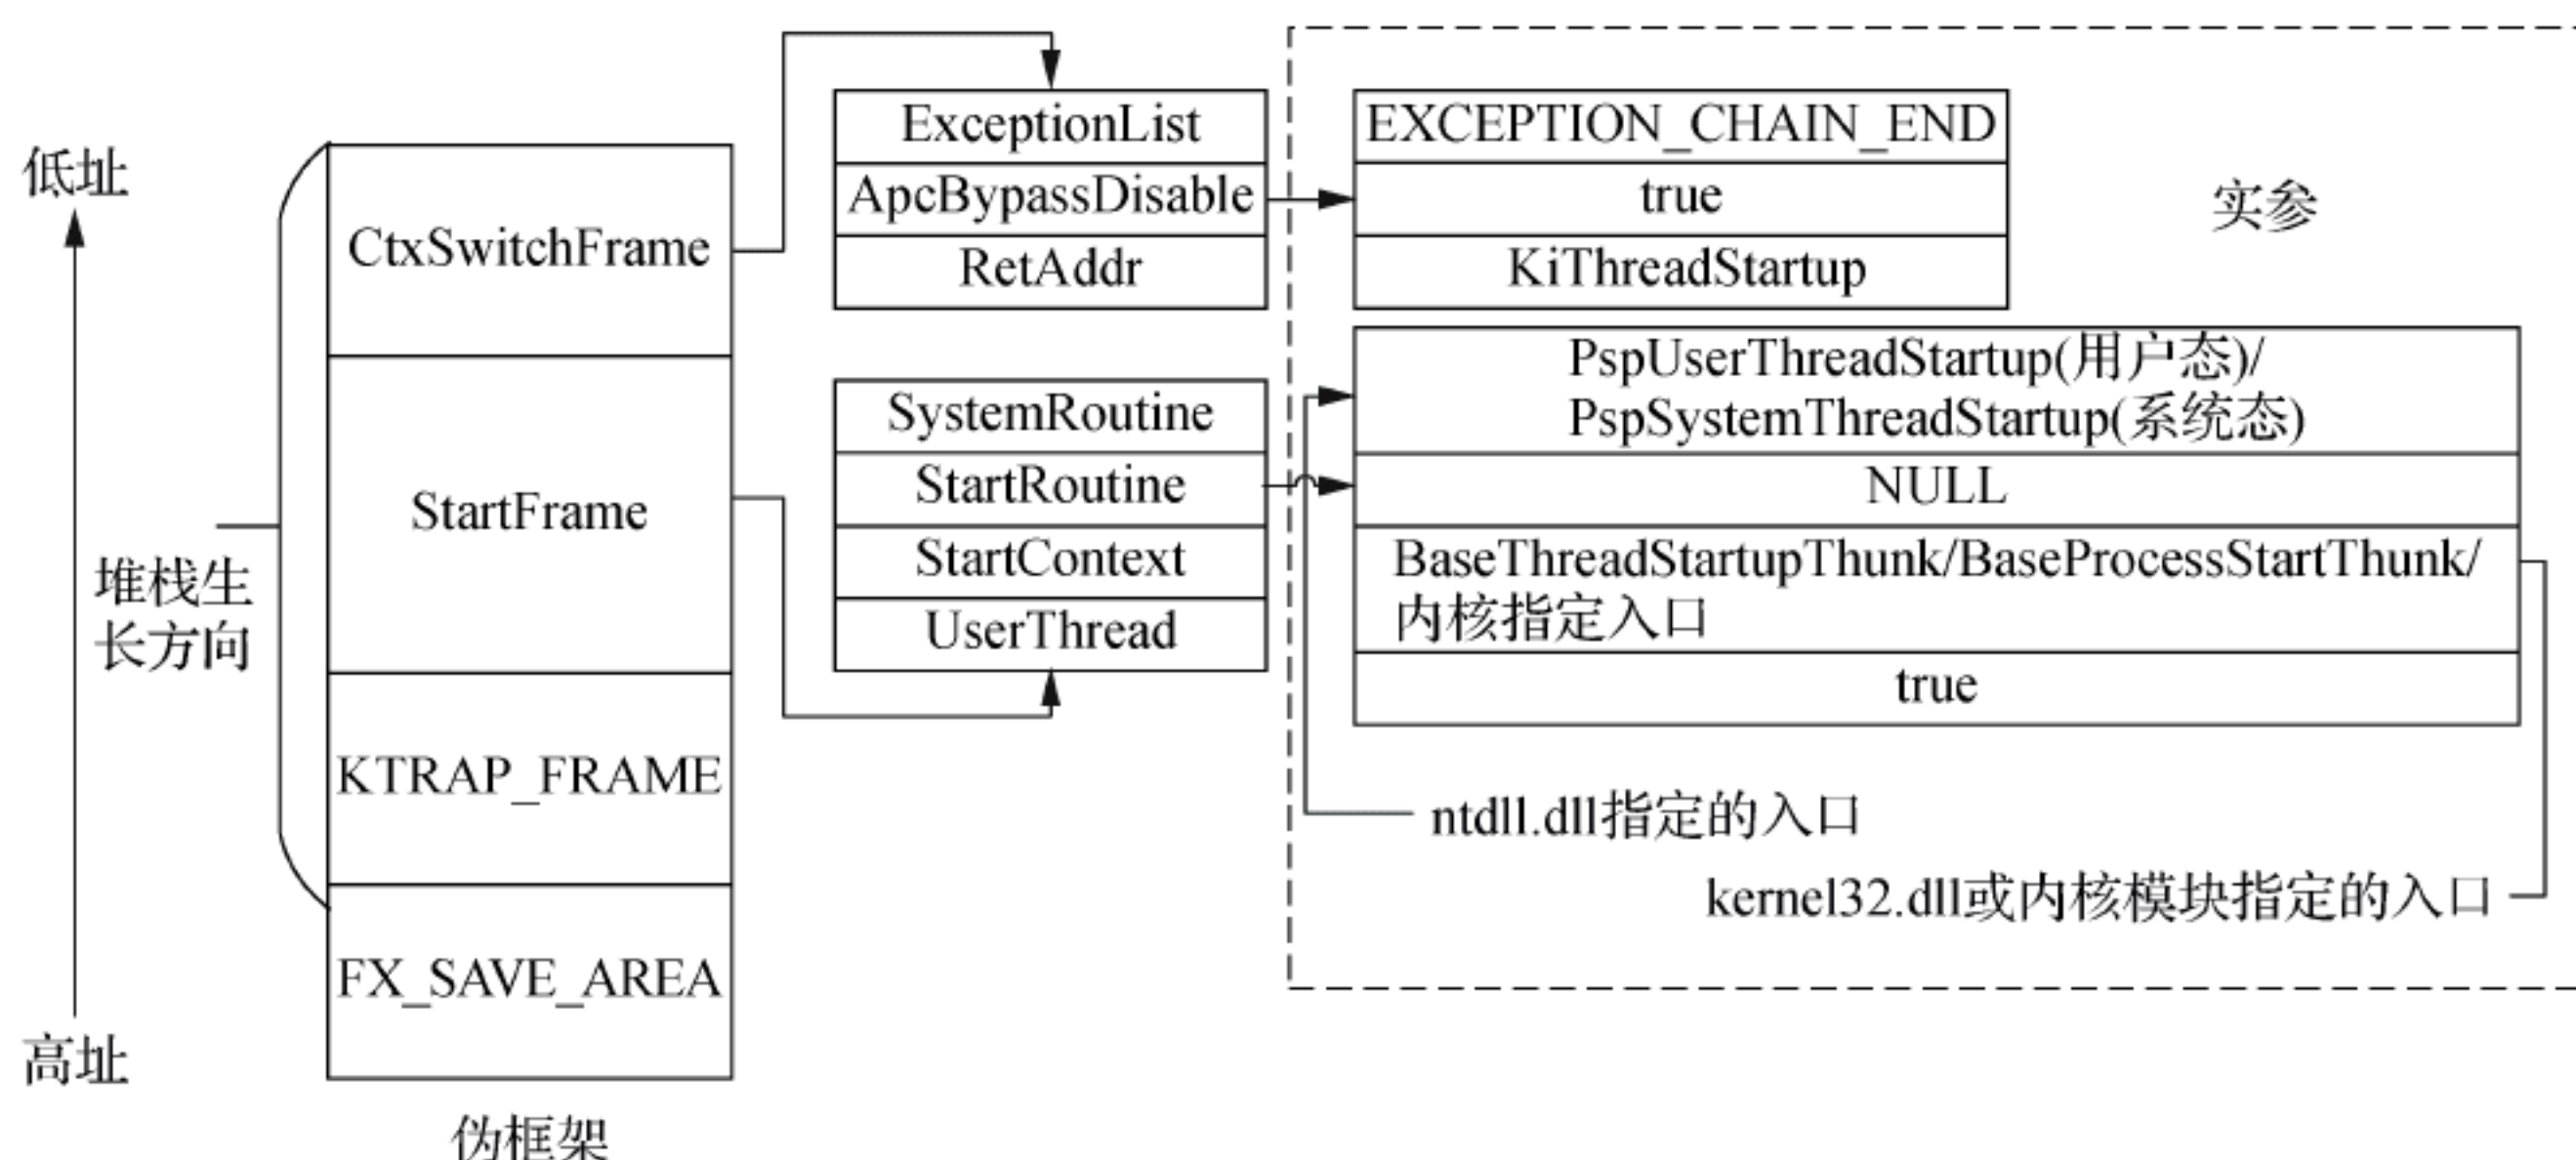 低址
高址
堆栈生
长方向
CtxSwitchFrame
StartFrame
KTRAP_FRAME
FX_SAVE_AREA
伪框架
ExceptionList
ApcBypassDisable
RetAddr
SystemRoutine
StartRoutine
StartContext
UserThread
EXCEPTION_CHAIN_END
true
KiThreadStartup
实参
PspUserThreadStartup(用户态)/
PspSystemThreadStartup(系统态)
NULL
BaseThreadStartupThunk/BaseProcessStartThunk/
内核指定入口
true
ntdll.dll指定的入口
kernel32.dll或内核模块指定的入口